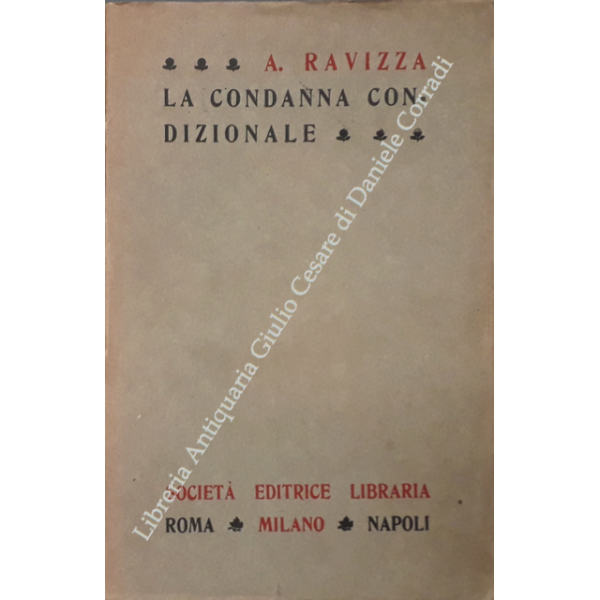 A. RAVIZZA
LA CONDANNA CON-
DIZIONALE
SOCIETÀ EDITRICE LIBRARIA
ROMA MILANO NAPOLI
Libreria Antiquaria Giulio Cesare di Daniele Corradi